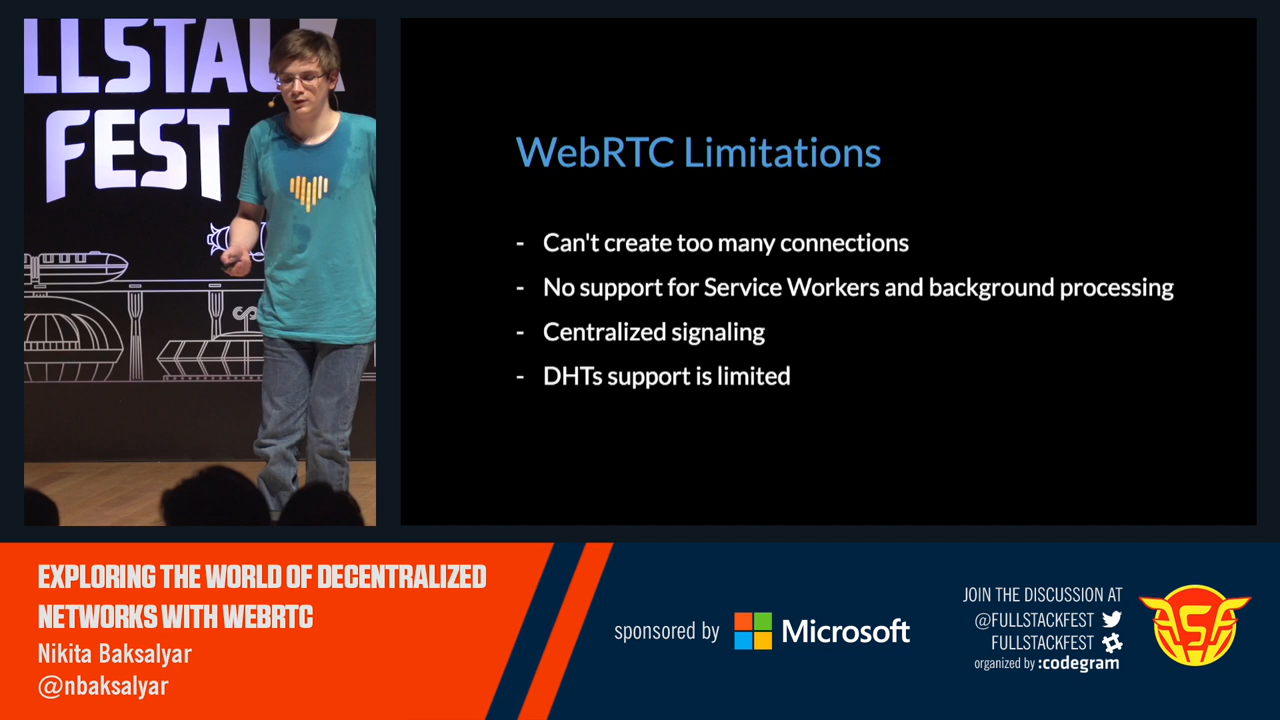 LLSTACK
FEST
WebRTC Limitations
- Can't create too many connections
- No support for Service Workers and background processing
- Centralized signaling
- DHTs support is limited
EXPLORING THE WORLD OF DECENTRALIZED
NETWORKS WITH WEBRTC
Nikita Baksalyar
@nbaksalyar
sponsored by Microsoft
JOIN THE DISCUSSION AT
@FULLSTACKFEST
FULLSTACKFEST
organized by :codegram
FSF